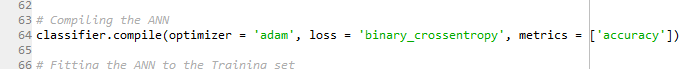 62
63 # Compiling the ANN
64 classifier.compile(optimizer = 'adam', loss = 'binary_crossentropy', metrics = ['accuracy'])
65
66 # Fitting the ANN to the Training set